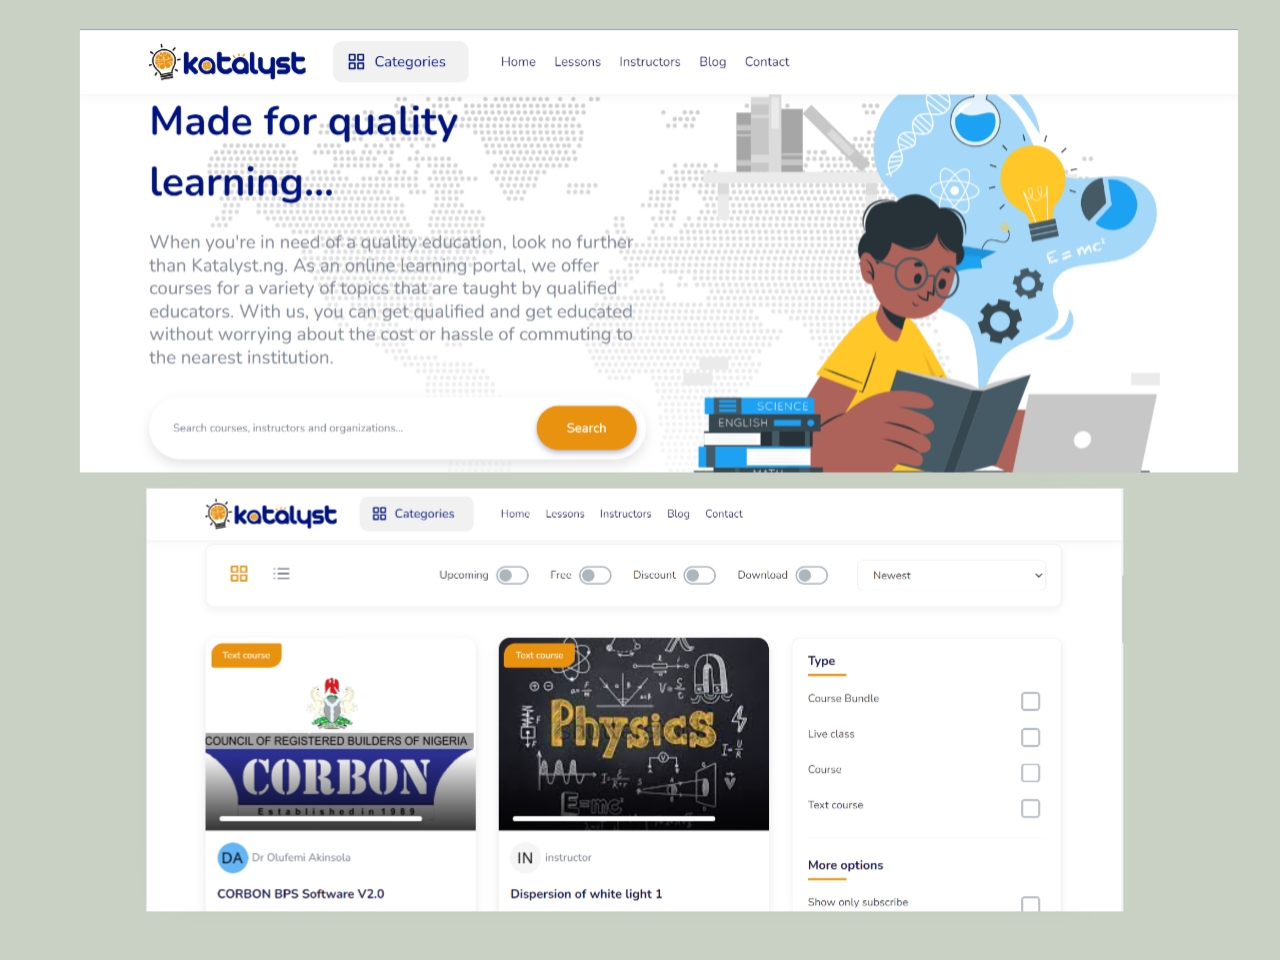 katalyst
Categories
Home Lessons Instructors Blog Contact
Made for quality
learning...
When you're in need of a quality education, look no further
than Katalyst.ng. As an online learning portal, we offer
courses for a variety of topics that are taught by qualified
educators. With us, you can get qualified and get educated
without worrying about the cost or hassle of commuting to
the nearest institution.
Search courses, instructors and organizations...
Search
E = mc²
SCIENCE
ENGLISH
MATH
katalyst
Categories
Home Lessons Instructors Blog Contact
Upcoming Free Discount Download Newest
Text course
COUNCIL OF REGISTERED BUILDERS OF NIGERIA
CORBON
Established in 1989
DA Dr Olufemi Akinsola
CORBON BPS Software V2.0
Text course
Physics
E=mc²
IN instructor
Dispersion of white light 1
Type
Course Bundle
Live class
Course
Text course
More options
Show only subscribe